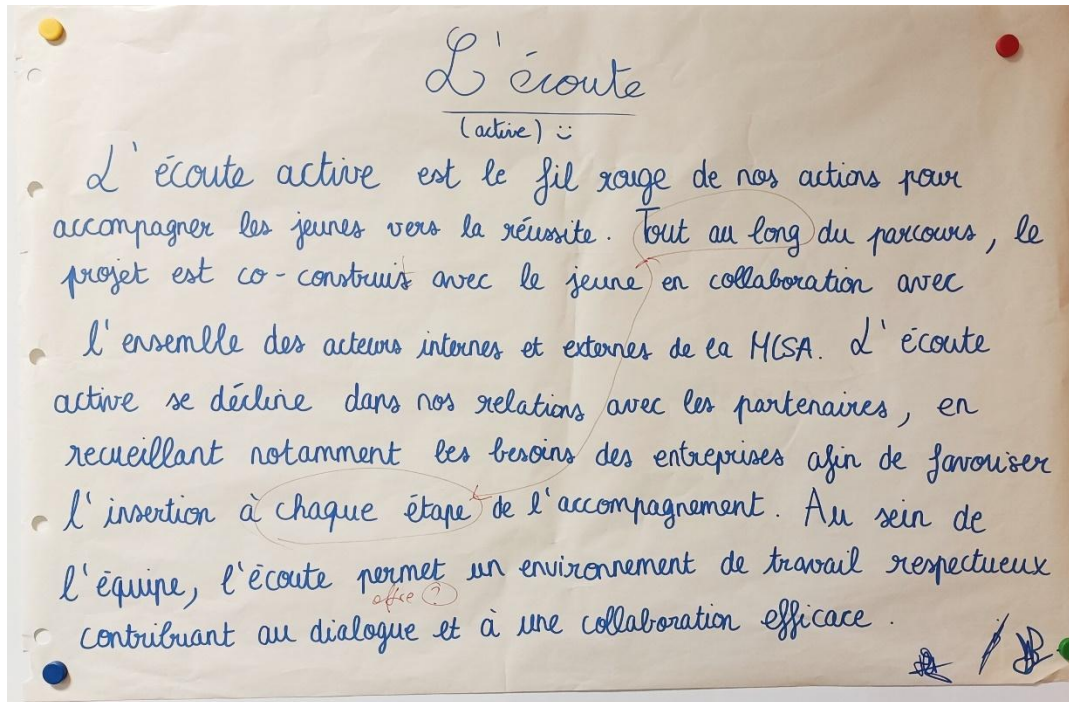 L'écoute
(active) :)
L'écoute active est le fil rouge de nos actions pour
accompagner les jeunes vers la réussite. Tout au long du parcours, le
projet est co-construis avec le jeune en collaboration avec
l'ensemble des acteurs internes et externes de la MLSA. L'écoute
active se décline dans nos relations avec les partenaires, en
recueillant notamment les besoins des entreprises afin de favoriser
l'insertion à chaque étape de l'accompagnement. Au sein de
l'équipe, l'écoute permet un environnement de travail respectueux
offre ?
contribuant au dialogue et à une collaboration efficace.